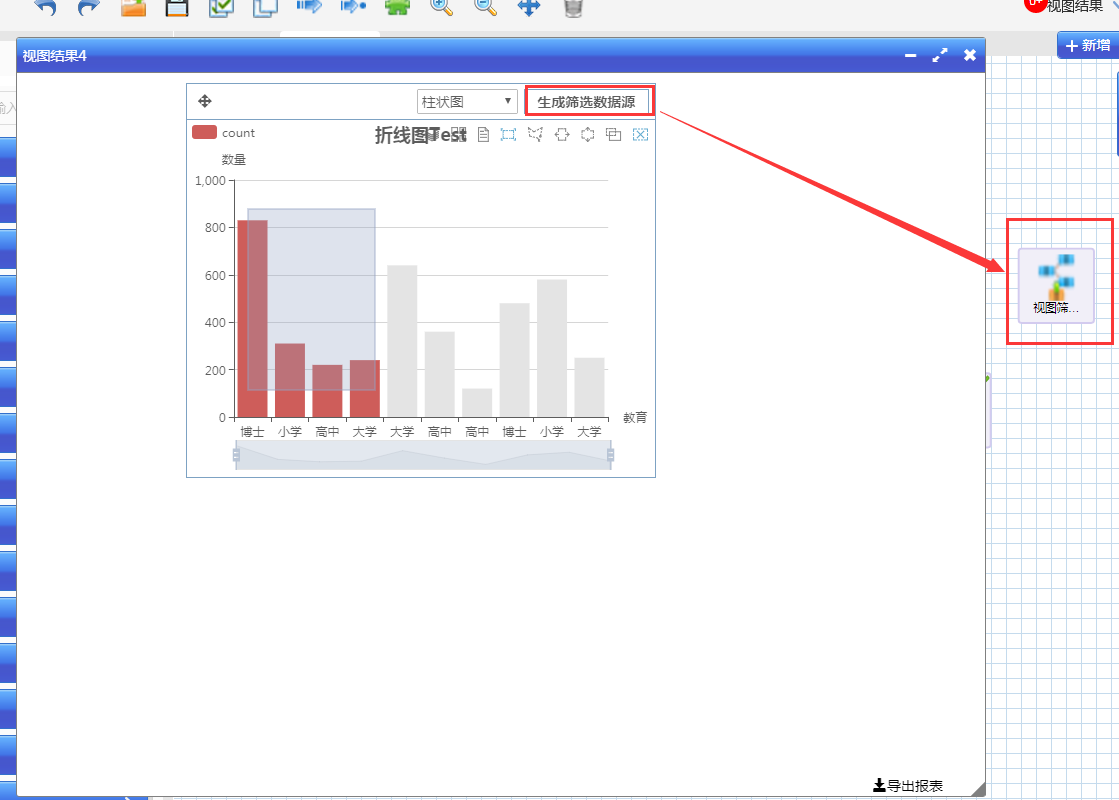 视图结果
新增
视图结果4
柱状图
生成筛选数据源
count
折线图Test
数量
1,000
800
600
400
200
0
博士 小学 高中 大学 大学 高中 高中 博士 小学 大学
教育
视图筛...
输入
导出报表